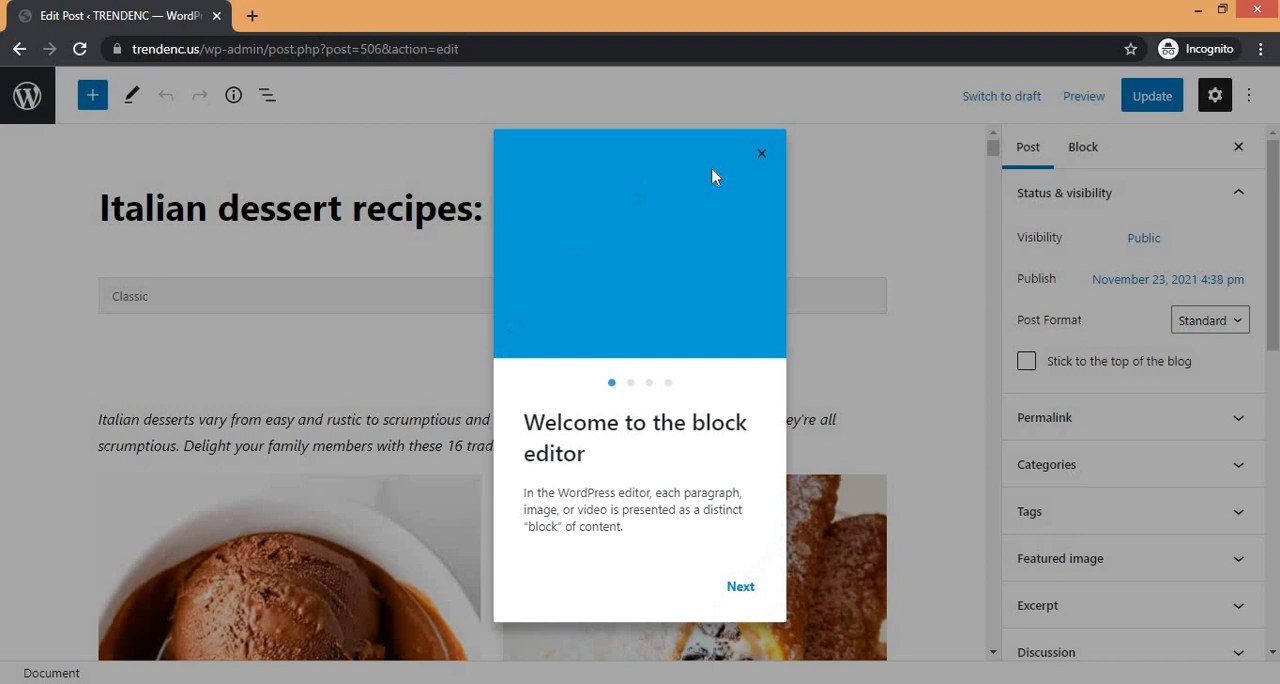 Edit Post ‹ TRENDENC — WordPr
trendenc.us/wp-admin/post.php?post=506&action=edit
Incognito
Switch to draft
Preview
Update
Post
Block
Italian dessert recipes:
Status & visibility
Visibility
Public
Publish
November 23, 2021 4:38 pm
Classic
Post Format
Standard
Stick to the top of the blog
Welcome to the block
editor
In the WordPress editor, each paragraph,
image, or video is presented as a distinct
“block” of content.
Next
Italian desserts vary from easy and rustic to scrumptious and
ey're all
scrumptious. Delight your family members with these 16 trad
Permalink
Categories
Tags
Featured image
Excerpt
Discussion
Document